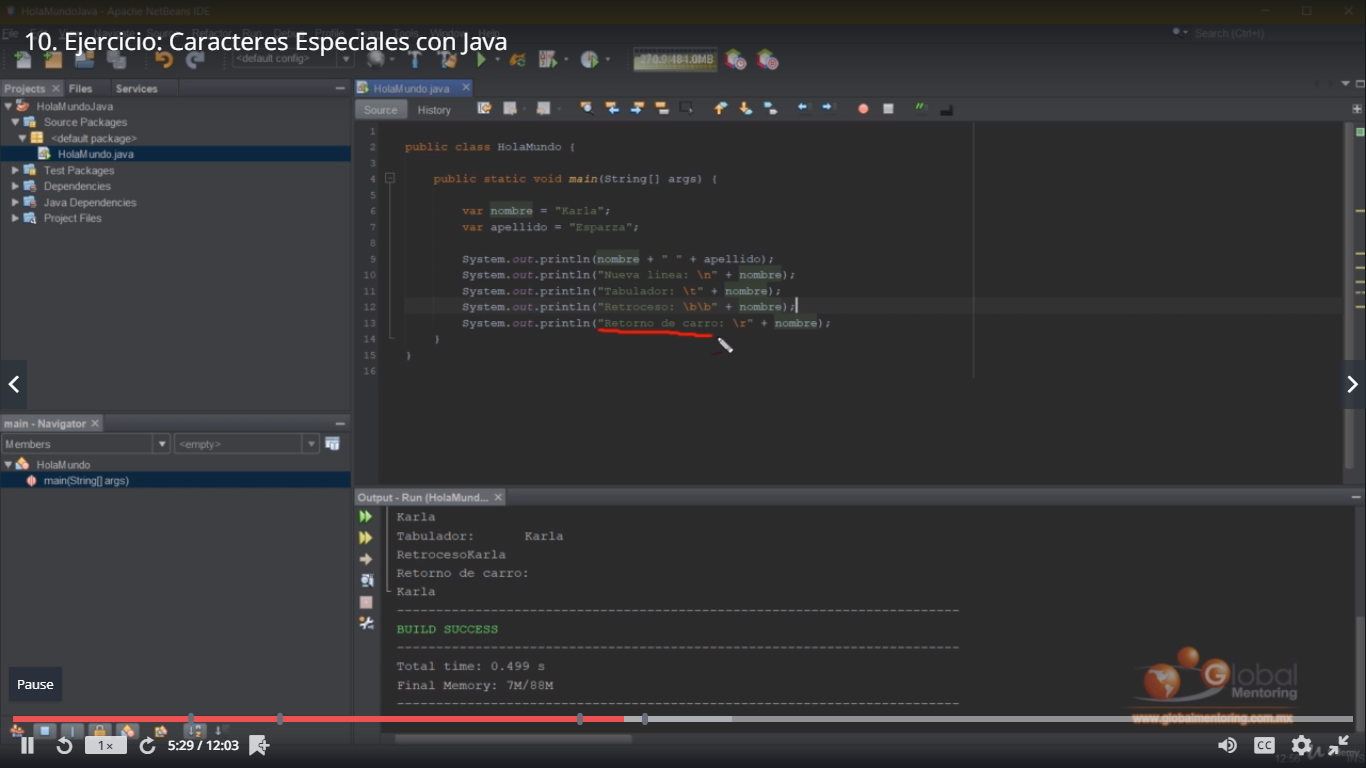 HolaMundoJava - Apache NetBeans IDE
10. Ejercicio: Caracteres Especiales con Java
Search (Ctrl+I)
<default config>
270.0/484.0MB
Projects Files Services
HolaMundoJava
Source Packages
<default package>
HolaMundo.java
Test Packages
Dependencies
Java Dependencies
Project Files
HolaMundo.java
Source History
1
2 public class HolaMundo {
3
4 public static void main(String[] args) {
5
6 var nombre = "Karla";
7 var apellido = "Esparza";
8
9 System.out.println(nombre + " " + apellido);
10 System.out.println("Nueva linea: \n" + nombre);
11 System.out.println("Tabulador: \t" + nombre);
12 System.out.println("Retroceso: \b\b" + nombre);
13 System.out.println("Retorno de carro: \r" + nombre);
14 }
15 }
16
main - Navigator
Members <empty>
HolaMundo
main(String[] args)
Output - Run (HolaMund...
Karla
Tabulador: Karla
RetrocesoKarla
Retorno de carro:
Karla
------------------------------------------------------------------------
BUILD SUCCESS
------------------------------------------------------------------------
Total time: 0.499 s
Final Memory: 7M/88M
------------------------------------------------------------------------
Global
Mentoring
www.globalmentoring.com.mx
Pause
1x 5:29 / 12:03
CC